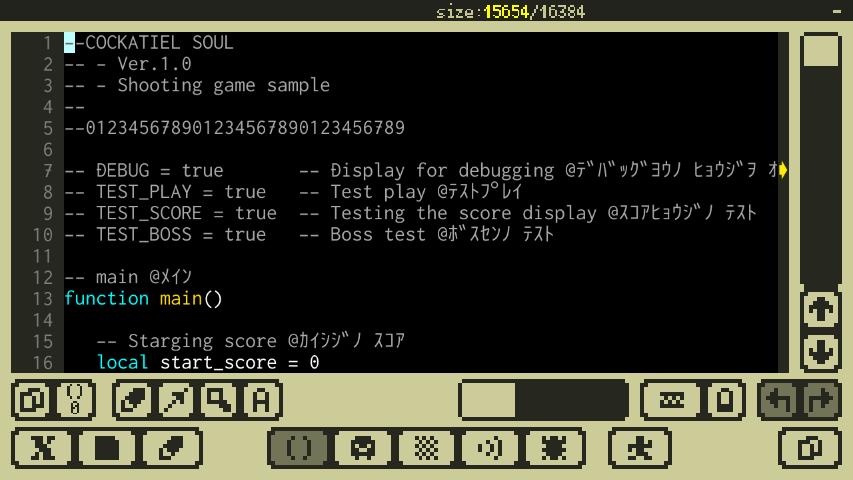 size:15654/16384
1 --COCKATIEL SOUL
2 -- - Ver.1.0
3 -- - Shooting game sample
4 --
5 --012345678901234567890123456789
6
7 -- DEBUG = true -- Display for debugging @ﾃﾞﾊﾞｯｸﾞﾖｳﾉ ﾋｮｳｼﾞｦ ｵ
8 -- TEST_PLAY = true -- Test play @ﾃｽﾄﾌﾟﾚｲ
9 -- TEST_SCORE = true -- Testing the score display @ｽｺｱﾋｮｳｼﾞﾉ ﾃｽﾄ
10 -- TEST_BOSS = true -- Boss test @ﾎﾞｽｾﾝﾉ ﾃｽﾄ
11
12 -- main @ﾒｲﾝ
13 function main()
14
15 -- Starging score @ｶｲｼｼﾞﾉ ｽｺｱ
16 local start_score = 0
() 0
A
X ()